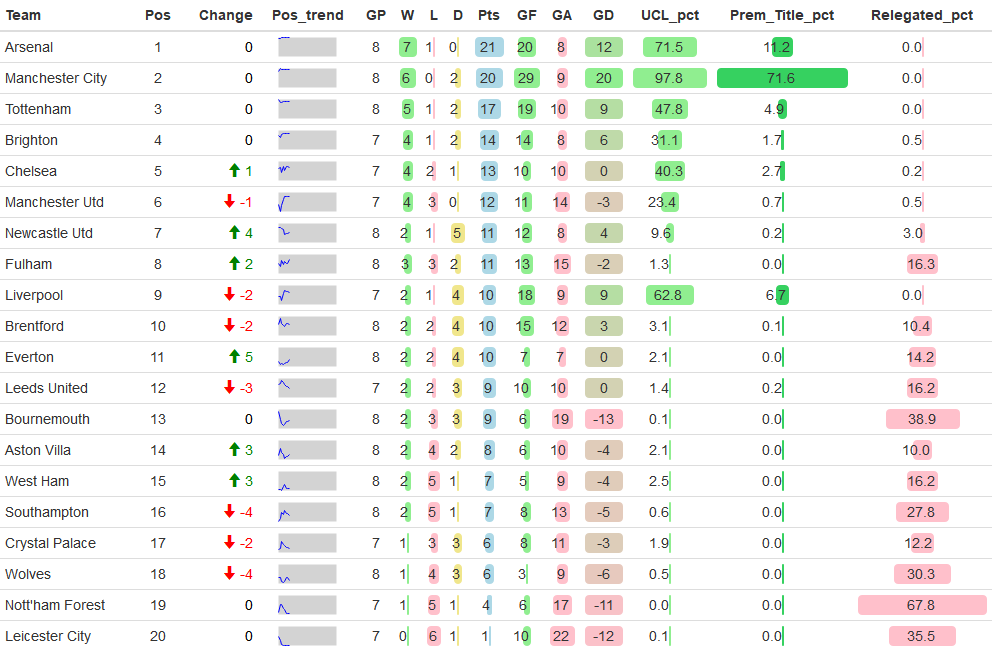 Team Pos Change Pos_trend GP W L D Pts GF GA GD UCL_pct Prem_Title_pct Relegated_pct
Arsenal 1 0 8 7 1 0 21 20 8 12 71.5 11.2 0.0
Manchester City 2 0 8 6 0 2 20 29 9 20 97.8 71.6 0.0
Tottenham 3 0 8 5 1 2 17 19 10 9 47.8 4.9 0.0
Brighton 4 0 7 4 1 2 14 14 8 6 31.1 1.7 0.5
Chelsea 5 1 7 4 2 1 13 10 10 0 40.3 2.7 0.2
Manchester Utd 6 -1 7 4 3 0 12 11 14 -3 23.4 0.7 0.5
Newcastle Utd 7 4 8 2 1 5 11 12 8 4 9.6 0.2 3.0
Fulham 8 2 8 3 3 2 11 13 15 -2 1.3 0.0 16.3
Liverpool 9 -2 7 2 1 4 10 18 9 9 62.8 6.7 0.0
Brentford 10 -2 8 2 2 4 10 15 12 3 3.1 0.1 10.4
Everton 11 5 8 2 2 4 10 7 7 0 2.1 0.0 14.2
Leeds United 12 -3 7 2 2 3 9 10 10 0 1.4 0.2 16.2
Bournemouth 13 0 8 2 3 3 9 6 19 -13 0.1 0.0 38.9
Aston Villa 14 3 8 2 4 2 8 6 10 -4 2.1 0.0 10.0
West Ham 15 3 8 2 5 1 7 5 9 -4 2.5 0.0 16.2
Southampton 16 -4 8 2 5 1 7 8 13 -5 0.6 0.0 27.8
Crystal Palace 17 -2 7 1 3 3 6 8 11 -3 1.9 0.0 12.2
Wolves 18 -4 8 1 4 3 6 3 9 -6 0.5 0.0 30.3
Nott'ham Forest 19 0 7 1 5 1 4 6 17 -11 0.0 0.0 67.8
Leicester City 20 0 7 0 6 1 1 10 22 -12 0.1 0.0 35.5